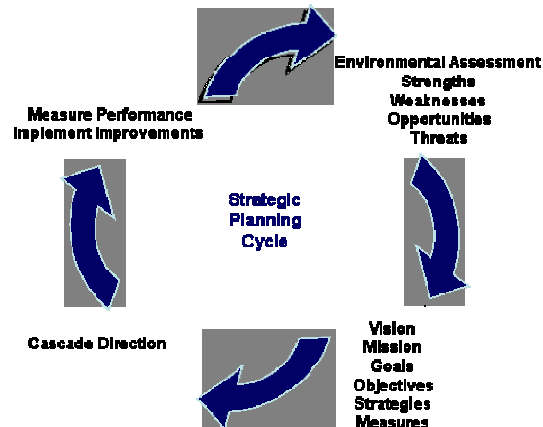 Environmental Assessment
Strengths
Weaknesses
Opportunities
Threats
Measure Performance
Implement Improvements
Strategic
Planning
Cycle
Vision
Mission
Goals
Objectives
Strategies
Measures
Cascade Direction